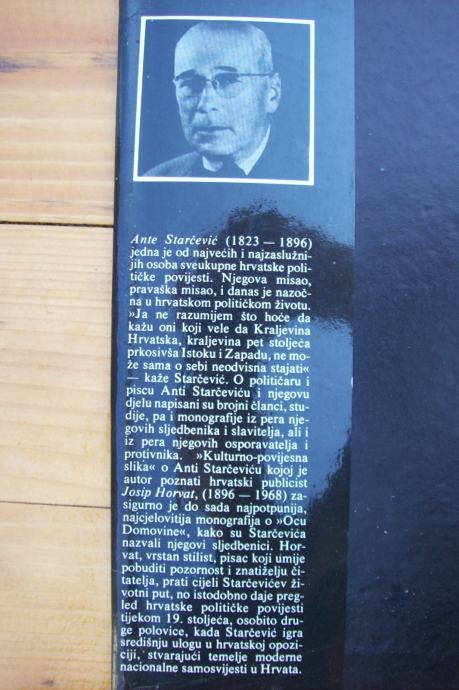 Ante Starčević (1823 — 1896)
jedna je od največih i najzaslužni-
jih osoba sveukupne hrvatske poli-
tičke povijesti. Njegova misao,
pravaška misao, i danas je nazoč-
na u hrvatskom političkom životu.
»Ja ne razumijem što hoće da
kažu oni koji vele da Kraljevina
Hrvatska, kraljevina pet stoljeća
prkosivša Istoku i Zapadu, ne mo-
že sama o sebi neodvisna stajati«
— kaže Starčević. O političaru i
piscu Anti Starčeviću i njegovu
djelu napisani su brojni članci, stu-
dije, pa i monografije iz pera nje-
govih sljedbenika i slavitelja, ali i
iz pera njegovih osporavatelja i
protivnika. »Kulturno-povijesna
slika« o Anti Starčeviću kojoj je
autor poznati hrvatski publicist
Josip Horvat, (1896 — 1968) za-
sigurno je do sada najpotpunija,
najcjelovitija monografija o »Ocu
Domovine«, kako su Starčevića
nazvali njegovi sljedbenici. Hor-
vat, vrstan stilist, pisac koji umije
pobuditi pozornost i znatiželju či-
tatelja, prati cijeli Starčevićev ži-
votni put, no istodobno daje preg-
led hrvatske političke povijesti
tijekom 19. stoljeća, osobito dru-
ge polovice, kada Starčević igra
središnju ulogu u hrvatskoj opozi-
ciji, stvarajući temelje moderne
nacionalne samosvijesti u Hrvata.